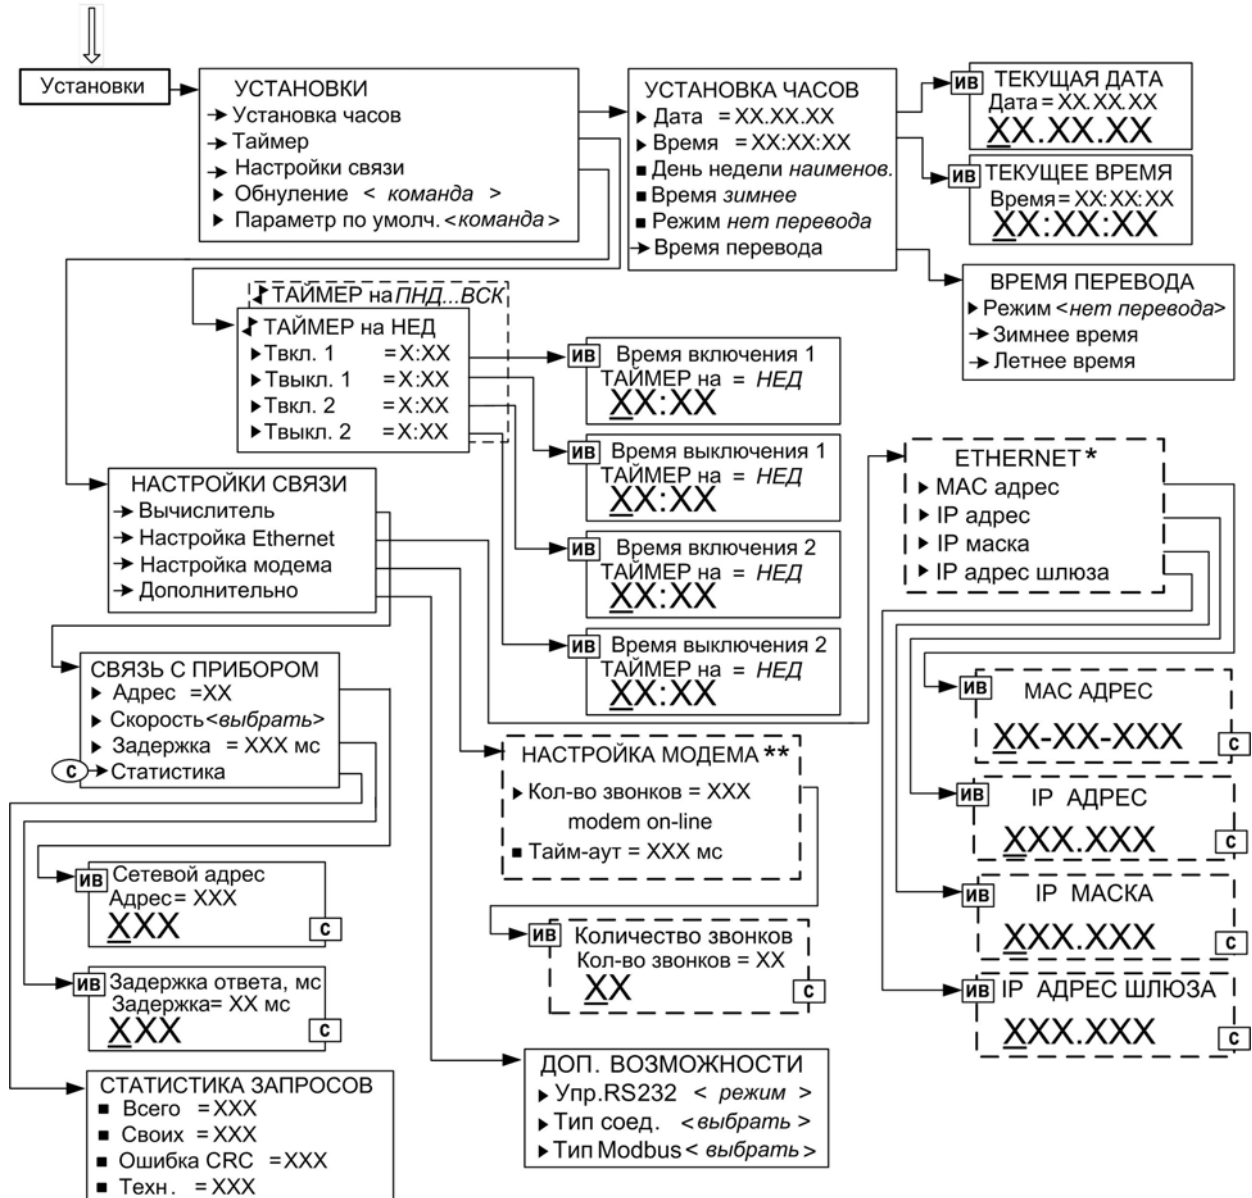 Установки
УСТАНОВКИ
Установка часов
Таймер
Настройки связи
Обнуление < команда >
Параметр по умолч. <команда>
УСТАНОВКА ЧАСОВ
Дата = XX.XX.XX
Время = XX:XX:XX
День недели наименов.
Время зимнее
Режим нет перевода
Время перевода
ИВ
ТЕКУЩАЯ ДАТА
Дата = XX.XX.XX
XX.XX.XX
ИВ
ТЕКУЩЕЕ ВРЕМЯ
Время= XX:XX:XX
XX:XX:XX
ВРЕМЯ ПЕРЕВОДА
Режим <нет перевода>
Зимнее время
Летнее время
ТАЙМЕР на ПНД...ВСК
ТАЙМЕР на НЕД
Твкл. 1 =X:XX
Твыкл. 1 =X:XX
Твкл. 2 =X:XX
Твыкл. 2 =X:XX
ИВ
Время включения 1
ТАЙМЕР на = НЕД
XX:XX
ИВ
Время выключения 1
ТАЙМЕР на = НЕД
XX:XX
ИВ
Время включения 2
ТАЙМЕР на = НЕД
XX:XX
ИВ
Время выключения 2
ТАЙМЕР на = НЕД
XX:XX
НАСТРОЙКИ СВЯЗИ
Вычислитель
Настройка Ethernet
Настройка модема
Дополнительно
ETHERNET *
MAC адрес
IP адрес
IP маска
IP адрес шлюза
СВЯЗЬ С ПРИБОРОМ
Адрес =XX
Скорость<выбрать>
Задержка = XXX мс
С
Статистика
НАСТРОЙКА МОДЕМА **
Кол-во звонков = XXX
modem on-line
Тайм-аут = XXX мс
ИВ
MAC АДРЕС
XX-XX-XXX
С
ИВ
IP АДРЕС
XXX.XXX
С
ИВ
IP МАСКА
XXX.XXX
С
ИВ
IP АДРЕС ШЛЮЗА
XXX.XXX
С
ИВ
Сетевой адрес
Адрес= XXX
XXX
С
ИВ
Задержка ответа, мс
Задержка= XX мс
XXX
С
ИВ
Количество звонков
Кол-во звонков = XX
XX
С
СТАТИСТИКА ЗАПРОСОВ
Всего =XXX
Своих =XXX
Ошибка CRC =XXX
Техн. =XXX
ДОП. ВОЗМОЖНОСТИ
Упр.RS232 < режим >
Тип соед. <выбрать >
Тип Modbus< выбрать>